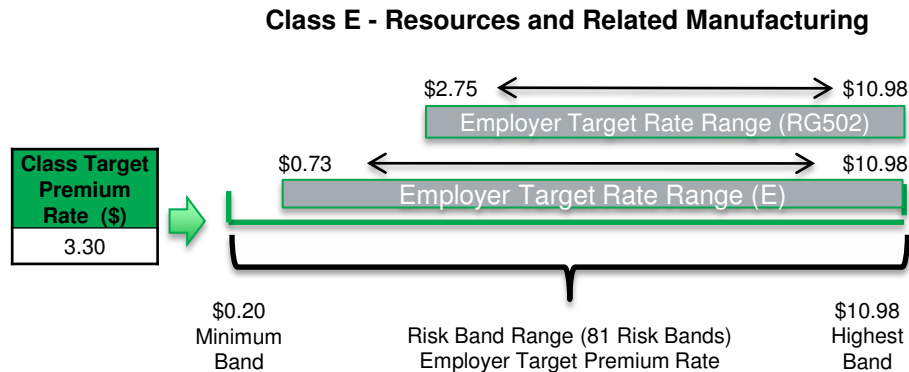 Class E - Resources and Related Manufacturing
$2.75
$10.98
Employer Target Rate Range (RG502)
$0.73
$10.98
Employer Target Rate Range (E)
Class Target
Premium
Rate ($)
3.30
$0.20
Minimum
Band
Risk Band Range (81 Risk Bands)
Employer Target Premium Rate
$10.98
Highest
Band